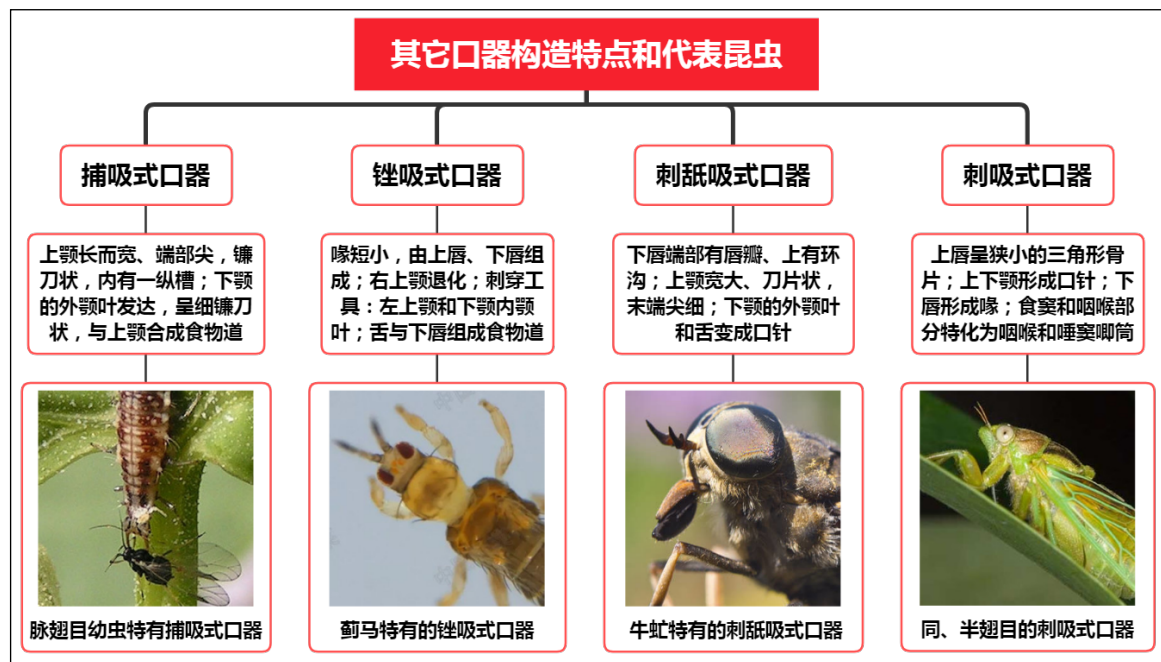 其它口器构造特点和代表昆虫
捕吸式口器
锉吸式口器
刺舐吸式口器
刺吸式口器
上颚长而宽、端部尖，镰
刀状，内有一纵槽；下颚
的外颚叶发达，呈细镰刀
状，与上颚合成食物道
喙短小，由上唇、下唇组
成；右上颚退化；刺穿工
具：左上颚和下颚内颚
叶；舌与下唇组成食物道
下唇端部有唇瓣、上有环
沟；上颚宽大、刀片状，
末端尖细；下颚的外颚叶
和舌变成口针
上唇呈狭小的三角形骨
片；上下颚形成口针；下
唇形成喙；食窦和咽喉部
分特化为咽喉和唾窦唧筒
脉翅目幼虫特有捕吸式口器
蓟马特有的锉吸式口器
牛虻特有的刺舐吸式口器
同、半翅目的刺吸式口器